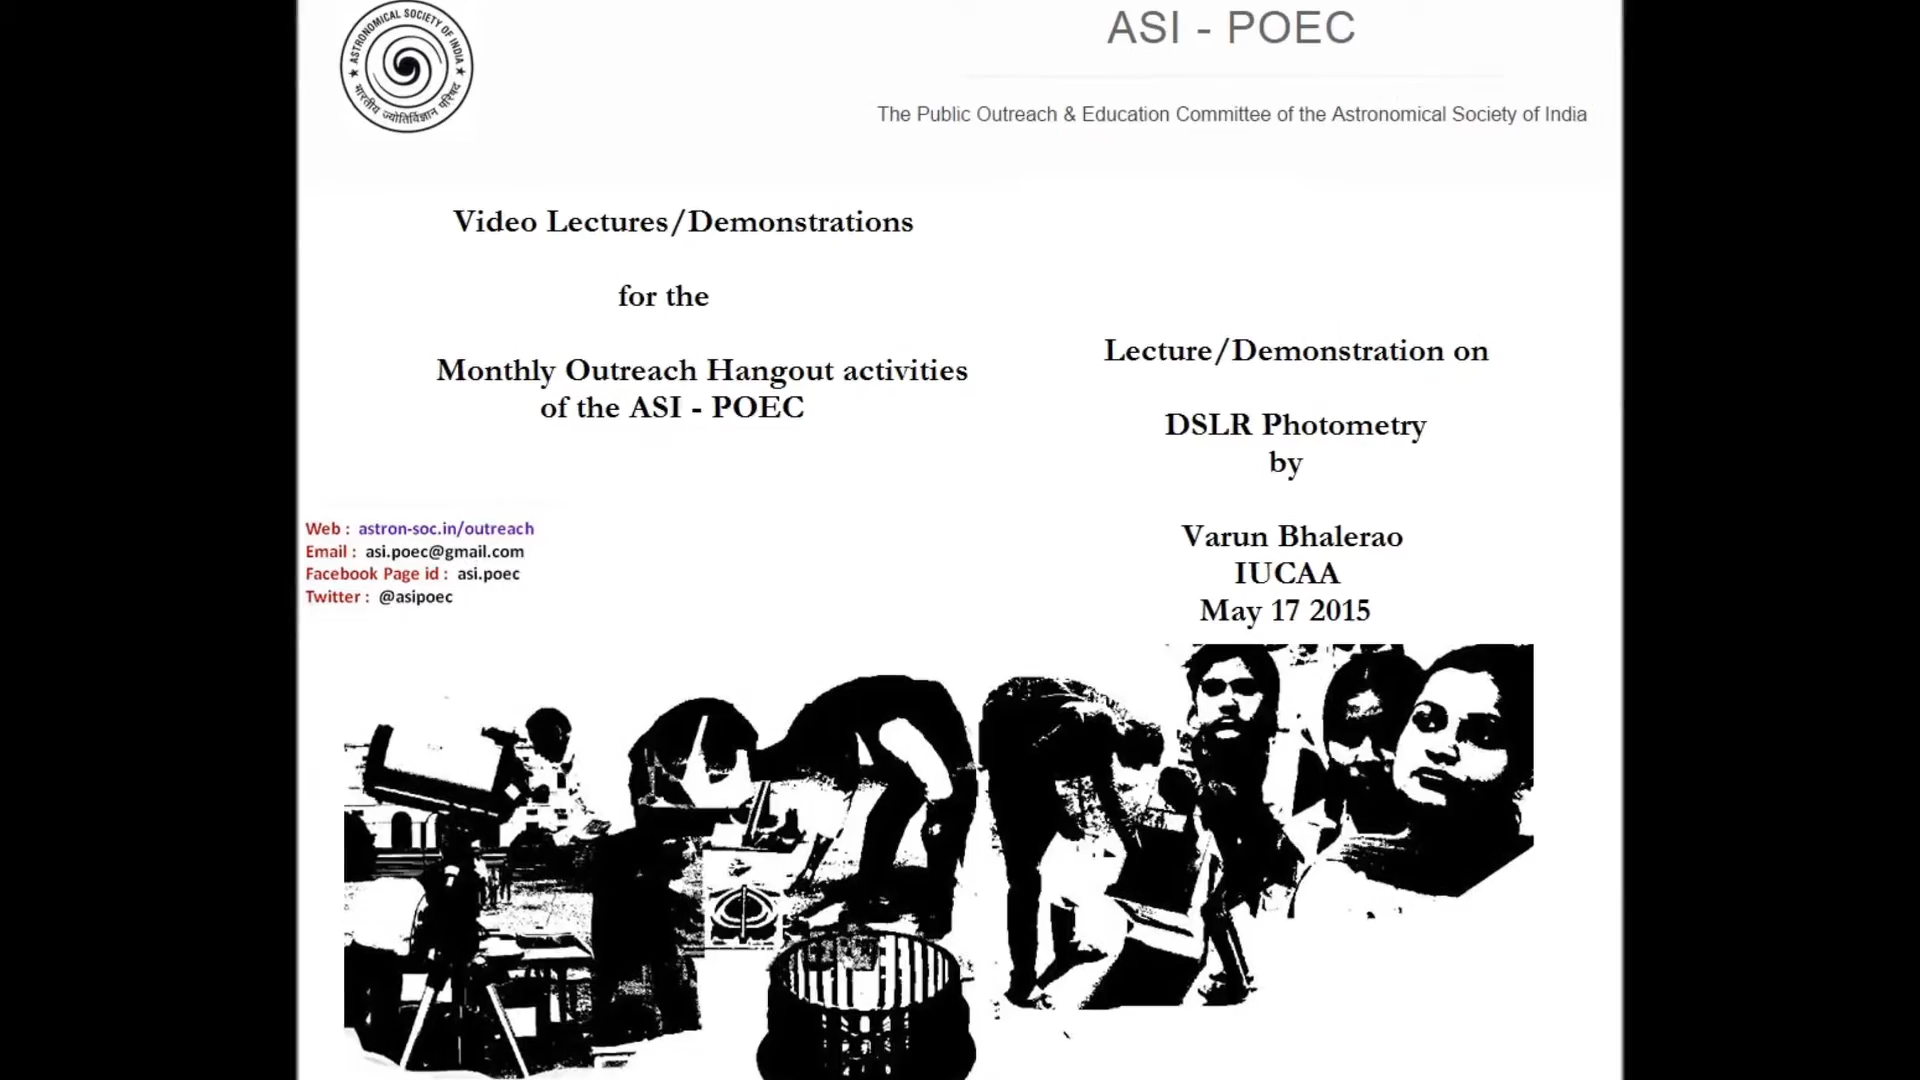 ASTRONOMICAL SOCIETY OF INDIA
भारतीय ज्योतिर्विज्ञान परिषद
ASI - POEC
The Public Outreach & Education Committee of the Astronomical Society of India
Video Lectures/Demonstrations
for the
Monthly Outreach Hangout activities
of the ASI - POEC
Lecture/Demonstration on
DSLR Photometry
by
Varun Bhalerao
IUCAA
May 17 2015
Web : astron-soc.in/outreach
Email : asi.poec@gmail.com
Facebook Page id : asi.poec
Twitter : @asipoec